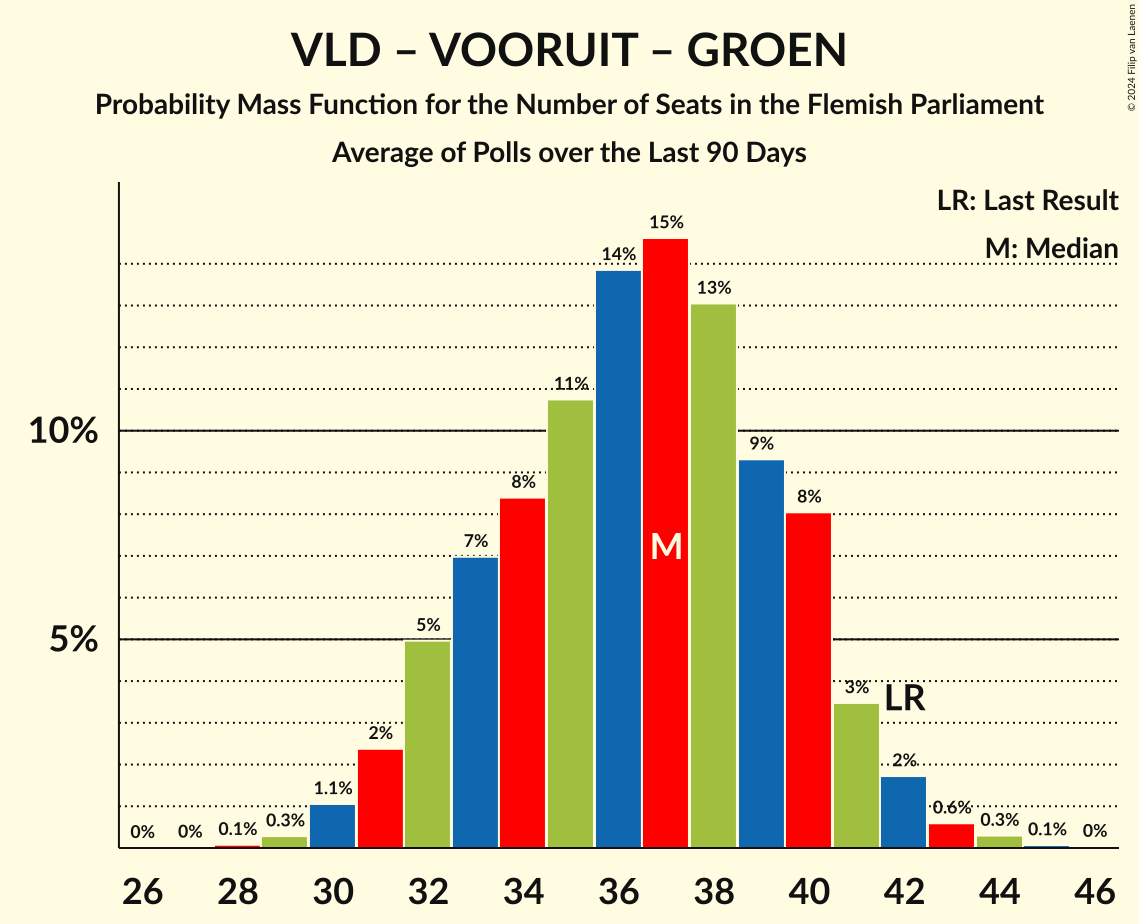 © 2024 Filip van Laenen
VLD – VOORUIT – GROEN
Probability Mass Function for the Number of Seats in the Flemish Parliament
Average of Polls over the Last 90 Days
LR: Last Result
M: Median
10%
5%
0%
0%
0.1%
0.3%
1.1%
2%
5%
7%
8%
11%
14%
15%
13%
9%
8%
3%
2%
0.6%
0.3%
0.1%
0%
M
LR
26 28 30 32 34 36 38 40 42 44 46